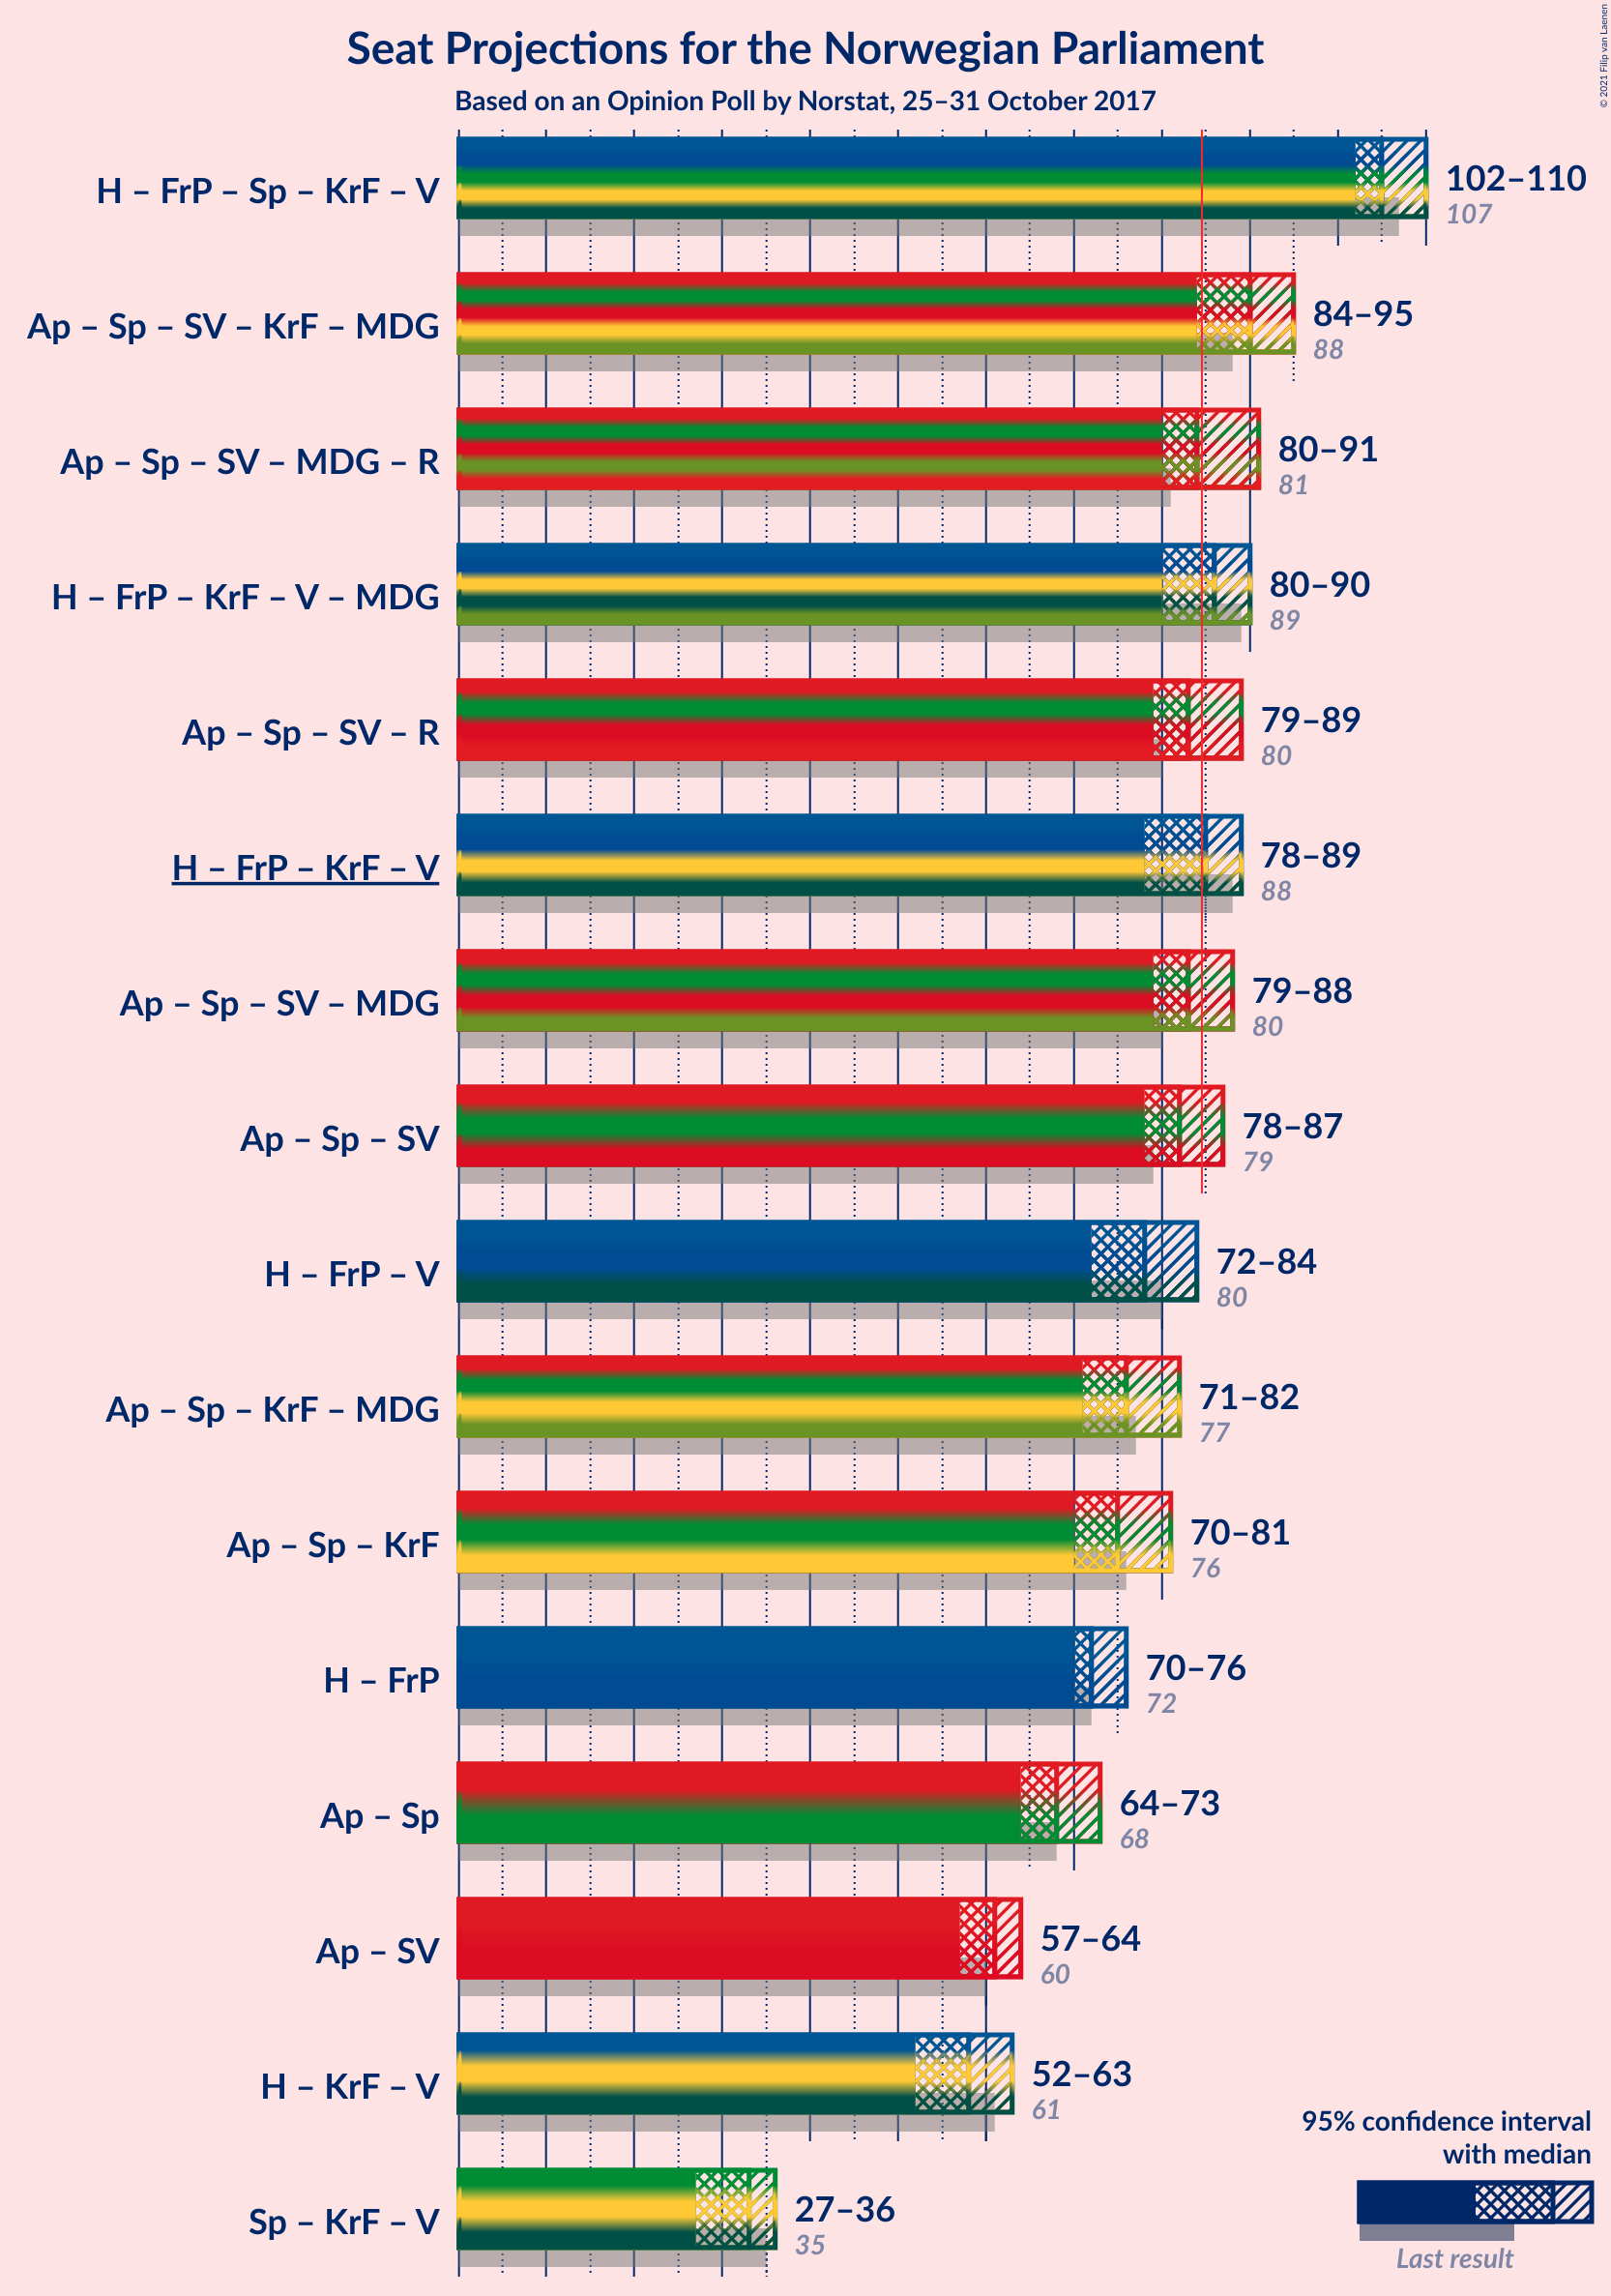 Seat Projections for the Norwegian Parliament
Based on an Opinion Poll by Norstat, 25–31 October 2017
© 2021 Filip van Laenen
H – FrP – Sp – KrF – V
102–110
107
Ap – Sp – SV – KrF – MDG
84–95
88
Ap – Sp – SV – MDG – R
80–91
81
H – FrP – KrF – V – MDG
80–90
89
Ap – Sp – SV – R
79–89
80
H – FrP – KrF – V
78–89
88
Ap – Sp – SV – MDG
79–88
80
Ap – Sp – SV
78–87
79
H – FrP – V
72–84
80
Ap – Sp – KrF – MDG
71–82
77
Ap – Sp – KrF
70–81
76
H – FrP
70–76
72
Ap – Sp
64–73
68
Ap – SV
57–64
60
H – KrF – V
52–63
61
Sp – KrF – V
27–36
35
95% confidence interval
with median
Last result